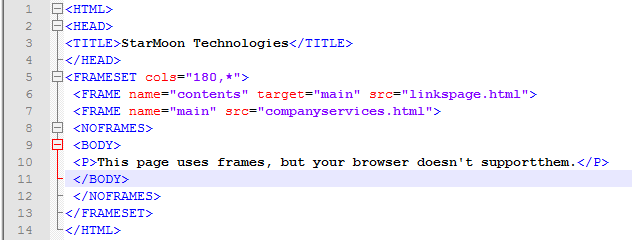 1 <HTML>
2 <HEAD>
3 <TITLE>StarMoon Technologies</TITLE>
4 </HEAD>
5 <FRAMESET cols="180,*">
6 <FRAME name="contents" target="main" src="linkspage.html">
7 <FRAME name="main" src="companyservices.html">
8 <NOFRAMES>
9 <BODY>
10 <P>This page uses frames, but your browser doesn't supportthem.</P>
11 </BODY>
12 </NOFRAMES>
13 </FRAMESET>
14 </HTML>